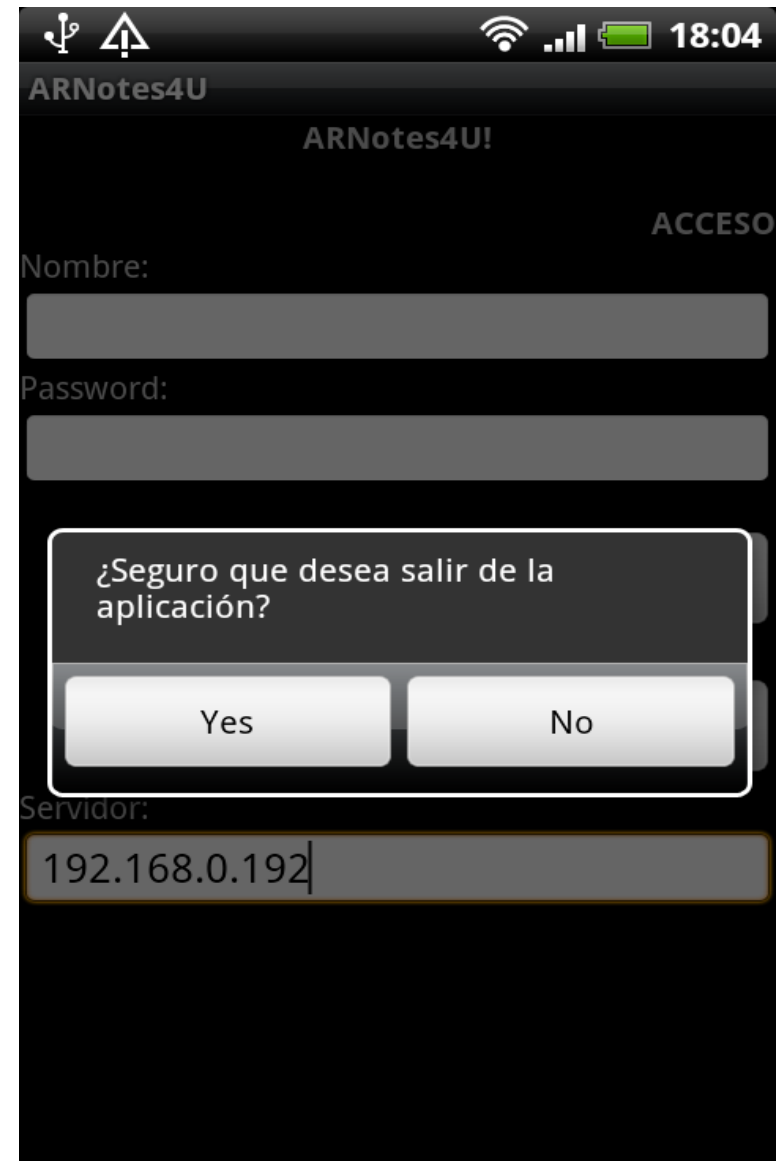 18:04
ARNotes4U
ARNotes4U!
ACCESO
Nombre:
Password:
¿Seguro que desea salir de la
aplicación?
Yes No
Servidor:
192.168.0.192